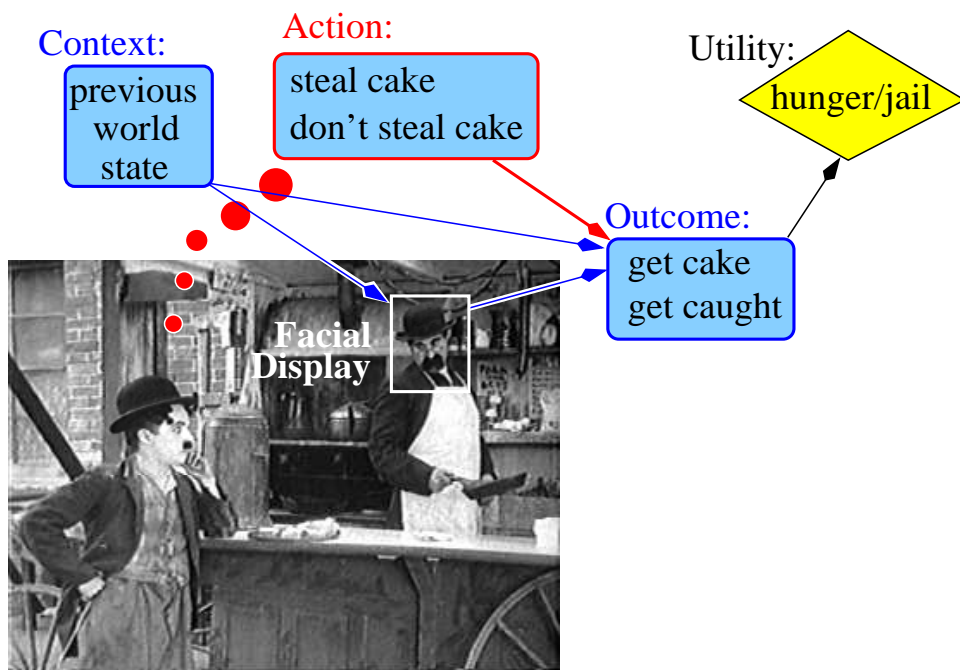 Context:
previous
world
state
Action:
steal cake
don't steal cake
Utility:
hunger/jail
Outcome:
get cake
get caught
Facial
Display